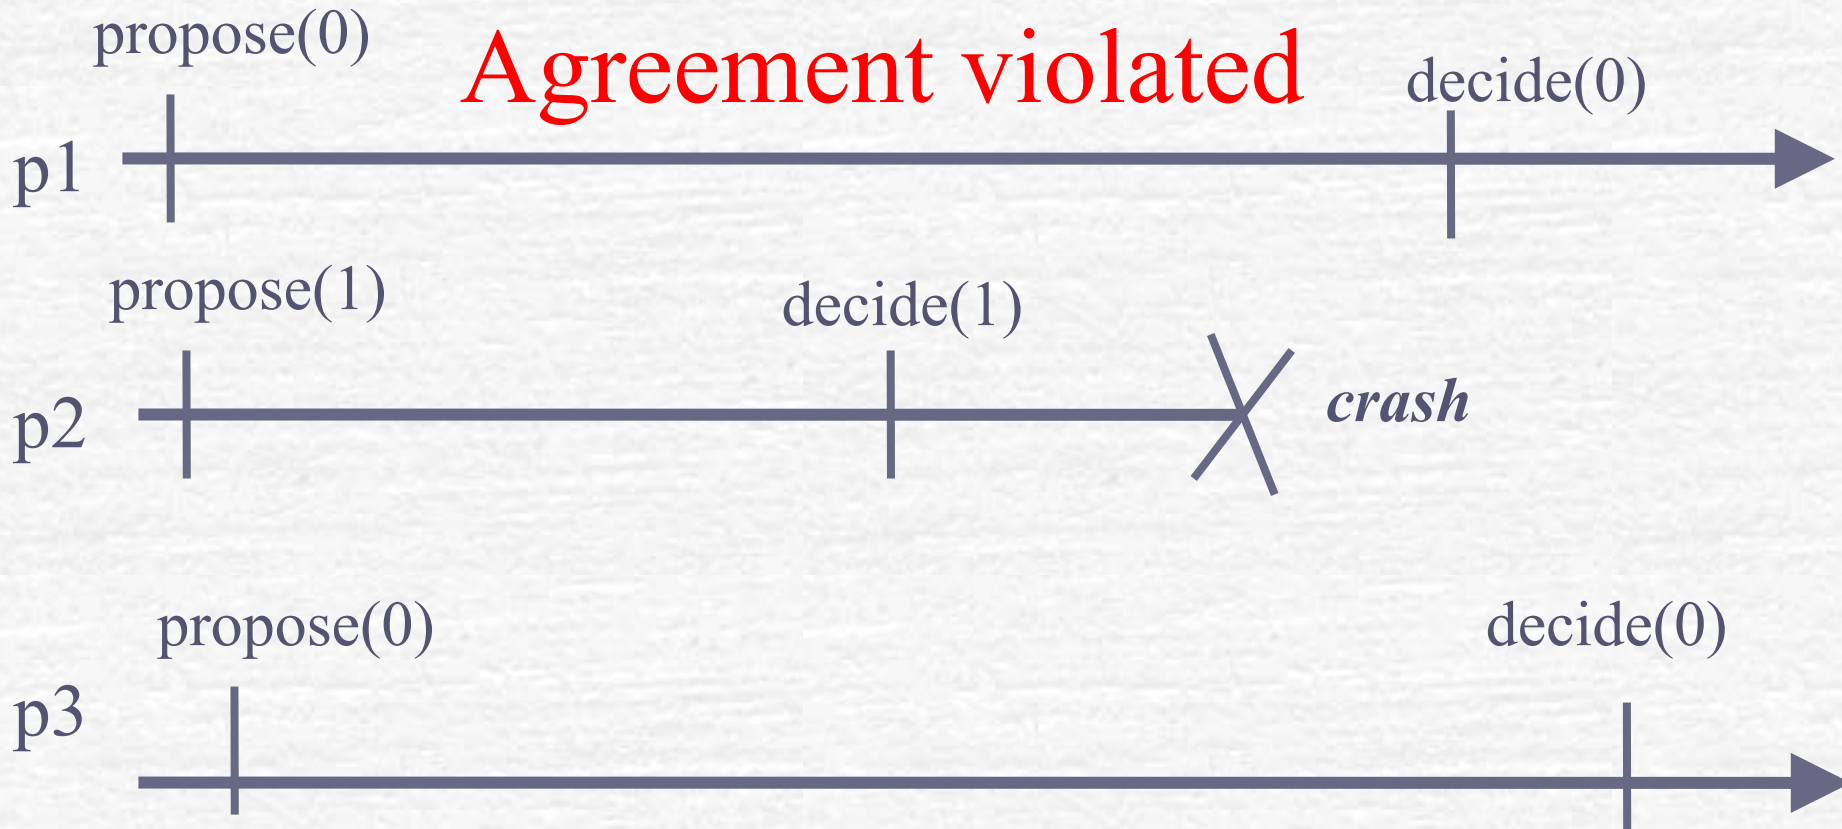 propose(0)
Agreement violated
decide(0)
p1
propose(1)
decide(1)
crash
p2
propose(0)
decide(0)
p3